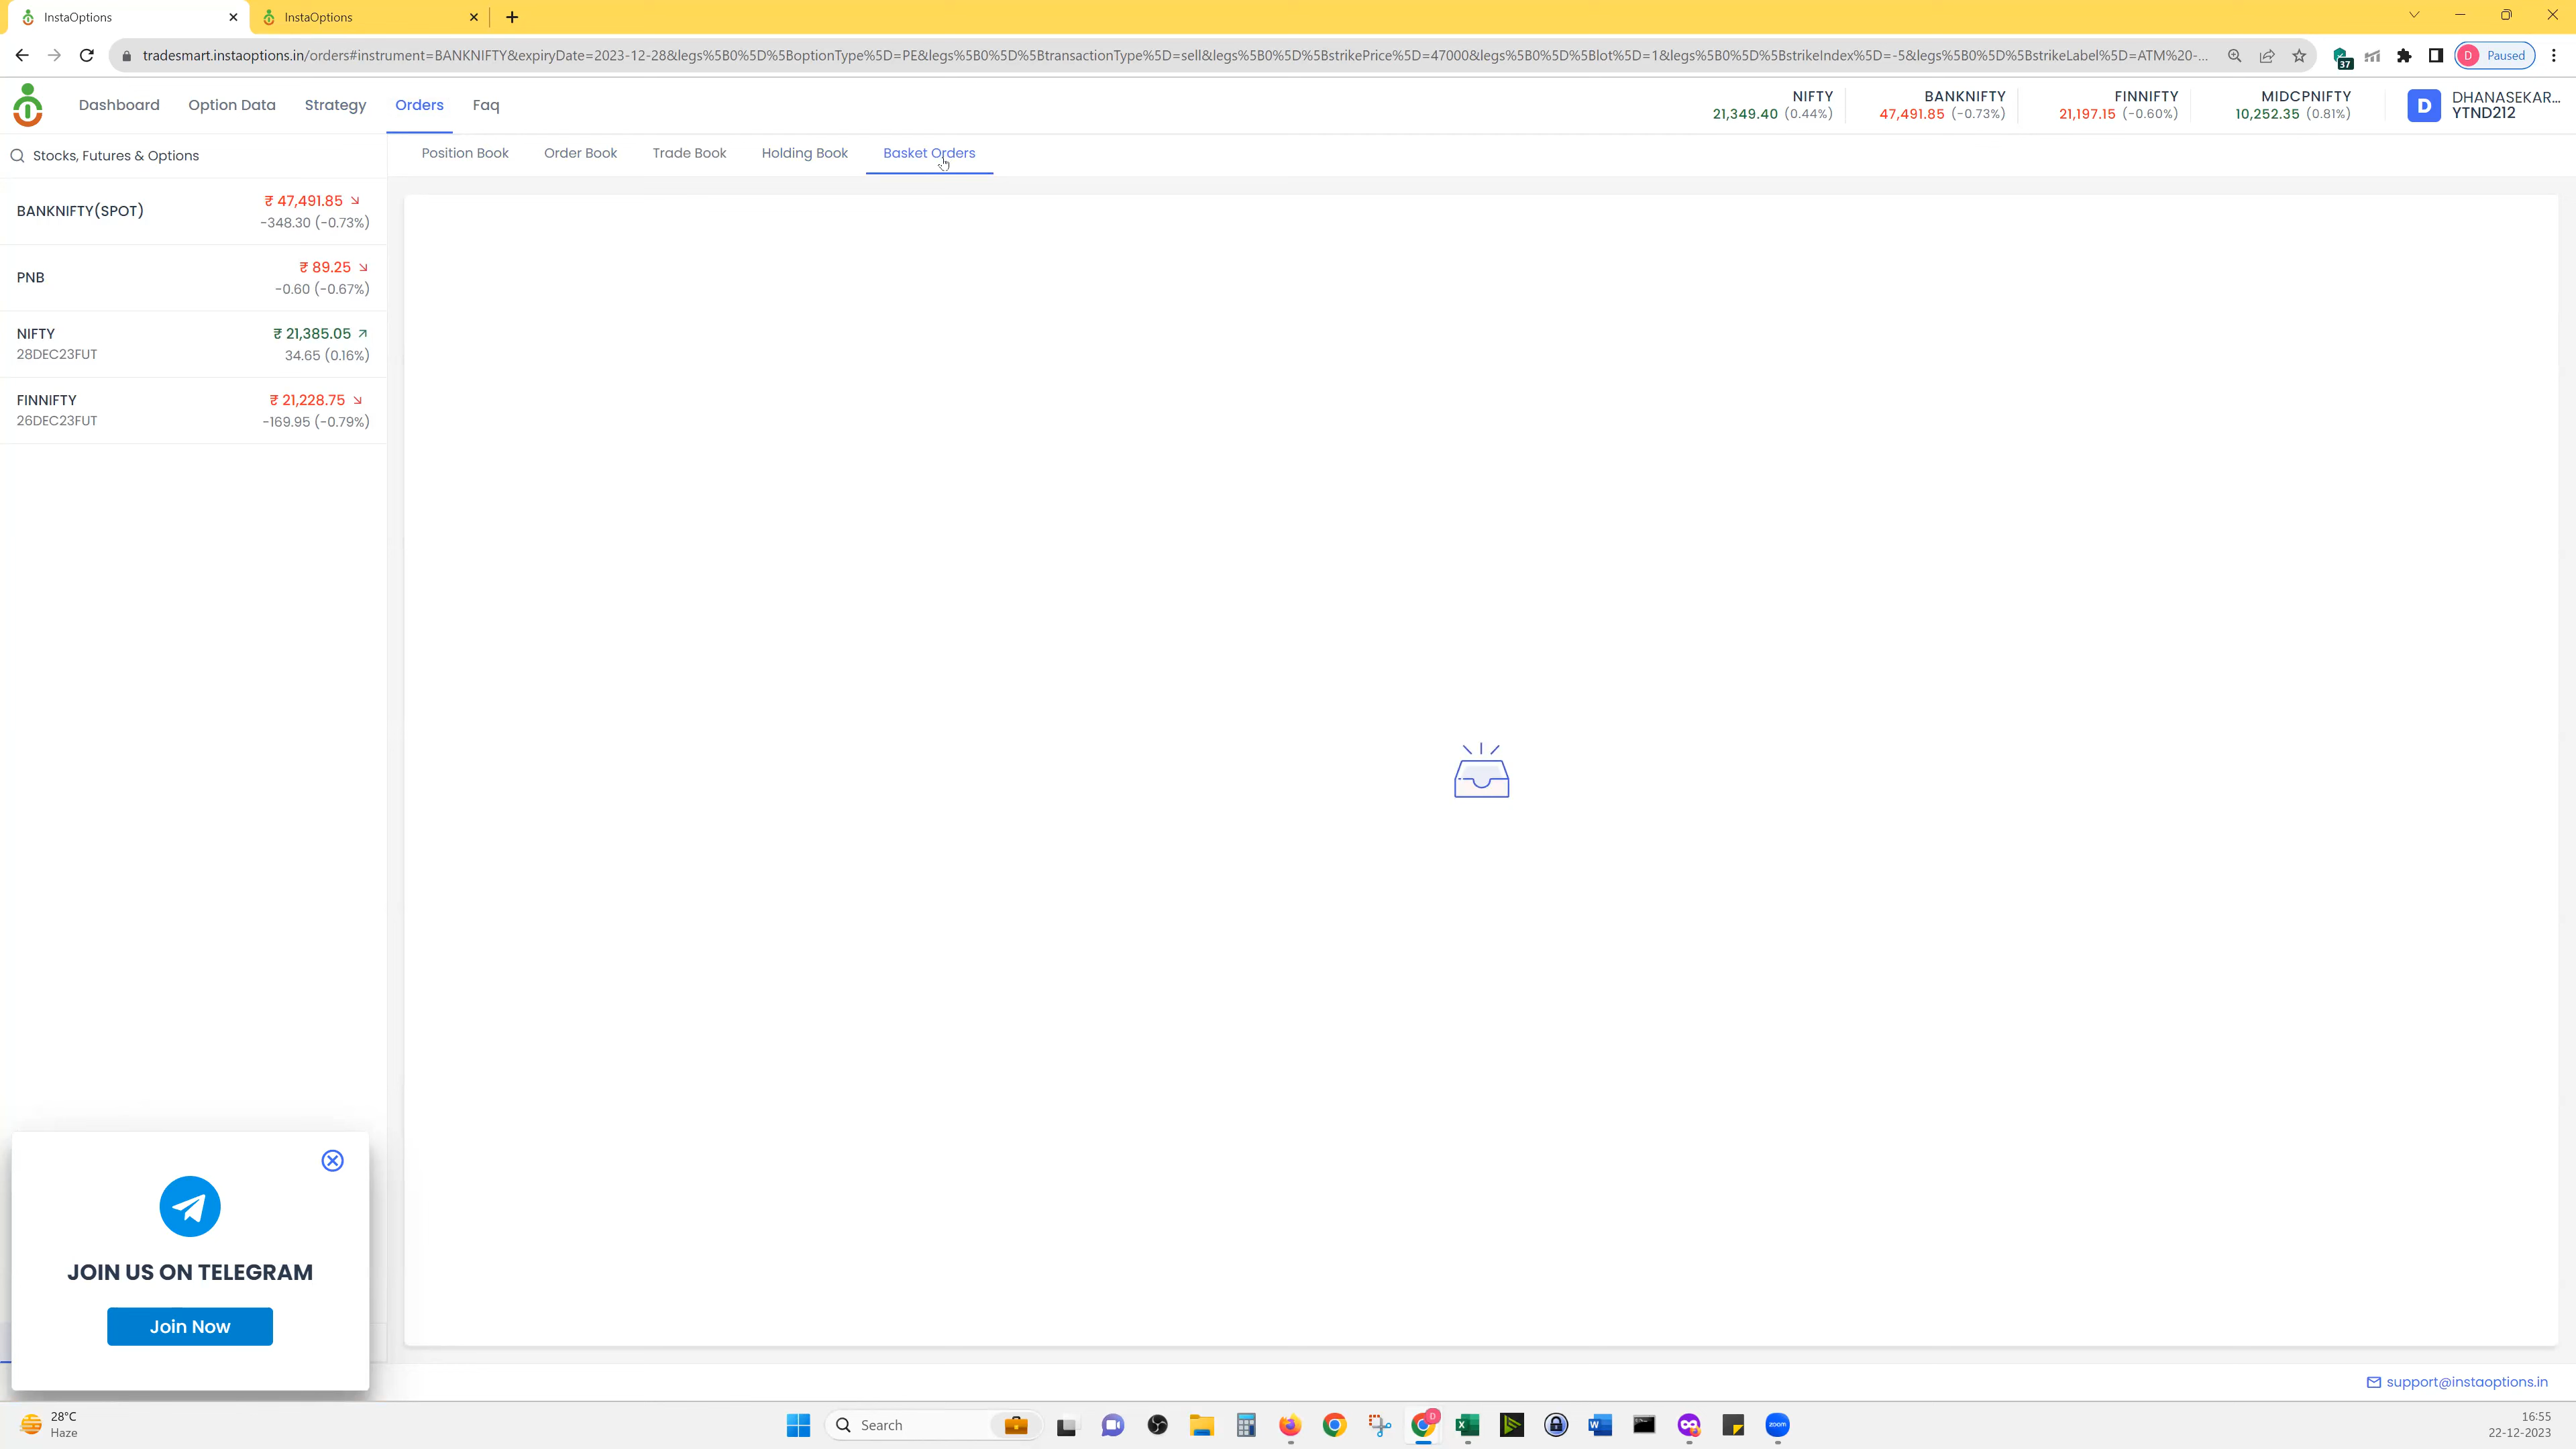 InstaOptions
InstaOptions
tradesmart.instaoptions.in/orders#instrument=BANKNIFTY&expiryDate=2023-12-28&legs%5B0%5D%5BoptionType%5D=PE&legs%5B0%5D%5BtransactionType%5D=sell&legs%5B0%5D%5BstrikePrice%5D=47000&legs%5B0%5D%5Blot%5D=1&legs%5B0%5D%5BstrikeIndex%5D=-5&legs%5B0%5D%5BstrikeLabel%5D=ATM%20-...
37
D Paused
Dashboard Option Data Strategy Orders Faq
NIFTY
21,349.40 (0.44%)
BANKNIFTY
47,491.85 (-0.73%)
FINNIFTY
21,197.15 (-0.60%)
MIDCPNIFTY
10,252.35 (0.81%)
D
DHANASEKAR...
YTND212
Stocks, Futures & Options
Position Book Order Book Trade Book Holding Book Basket Orders
BANKNIFTY(SPOT)
₹ 47,491.85
-348.30 (-0.73%)
PNB
₹ 89.25
-0.60 (-0.67%)
NIFTY
28DEC23FUT
₹ 21,385.05
34.65 (0.16%)
FINNIFTY
26DEC23FUT
₹ 21,228.75
-169.95 (-0.79%)
JOIN US ON TELEGRAM
Join Now
support@instaoptions.in
28°C
Haze
Search
D
zoom
16:55
22-12-2023